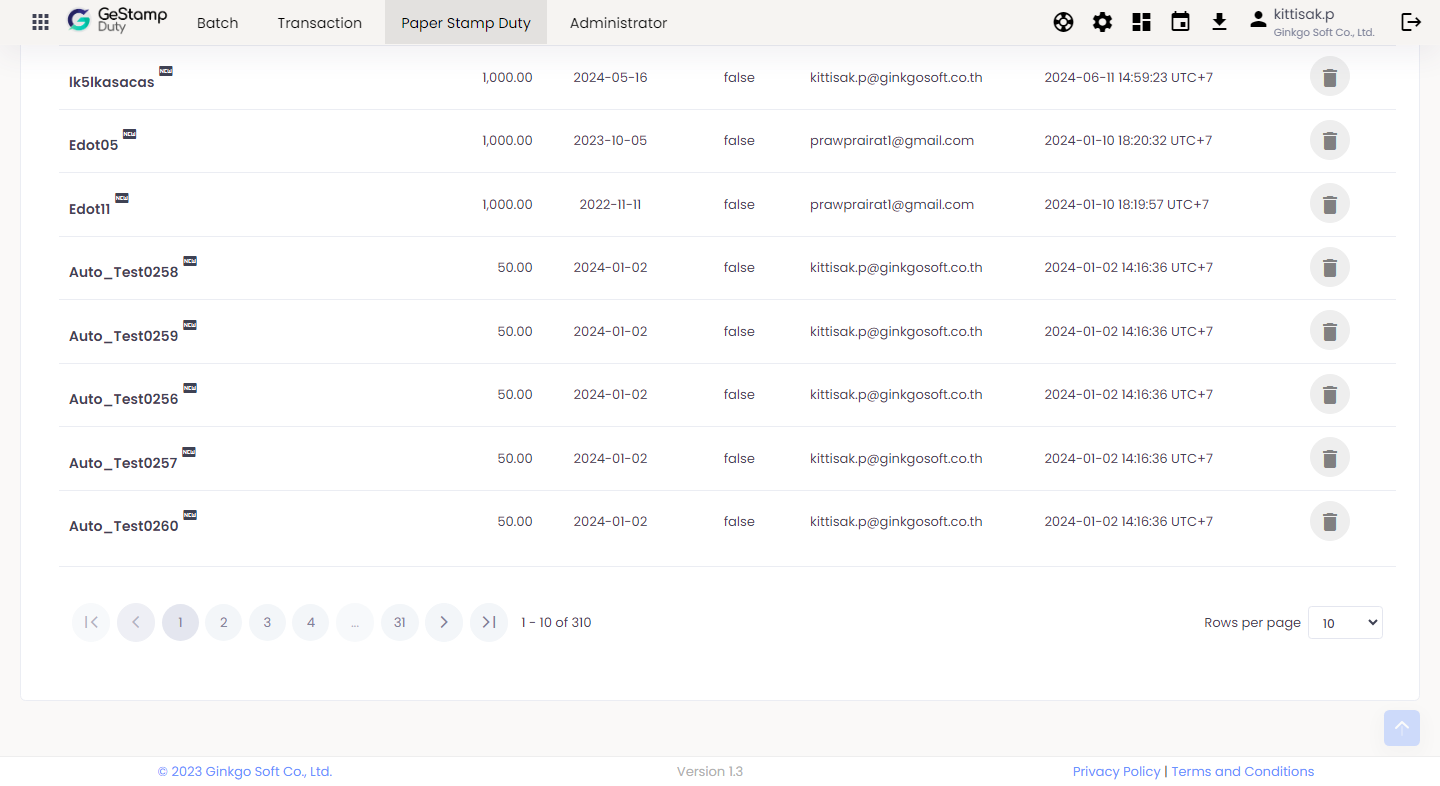 GeStamp
Duty
Batch
Transaction
Paper Stamp Duty
Administrator
kittisak.p
Ginkgo Soft Co., Ltd.
lk5lkasacas NEW 1,000.00 2024-05-16 false kittisak.p@ginkgosoft.co.th 2024-06-11 14:59:23 UTC+7
Edot05 NEW 1,000.00 2023-10-05 false prawprairat1@gmail.com 2024-01-10 18:20:32 UTC+7
Edot11 NEW 1,000.00 2022-11-11 false prawprairat1@gmail.com 2024-01-10 18:19:57 UTC+7
Auto_Test0258 NEW 50.00 2024-01-02 false kittisak.p@ginkgosoft.co.th 2024-01-02 14:16:36 UTC+7
Auto_Test0259 NEW 50.00 2024-01-02 false kittisak.p@ginkgosoft.co.th 2024-01-02 14:16:36 UTC+7
Auto_Test0256 NEW 50.00 2024-01-02 false kittisak.p@ginkgosoft.co.th 2024-01-02 14:16:36 UTC+7
Auto_Test0257 NEW 50.00 2024-01-02 false kittisak.p@ginkgosoft.co.th 2024-01-02 14:16:36 UTC+7
Auto_Test0260 NEW 50.00 2024-01-02 false kittisak.p@ginkgosoft.co.th 2024-01-02 14:16:36 UTC+7
1 2 3 4 ... 31 1 - 10 of 310 Rows per page 10
© 2023 Ginkgo Soft Co., Ltd. Version 1.3 Privacy Policy | Terms and Conditions